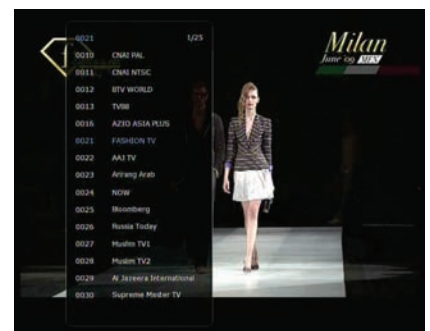 0021 1/25
0010 CNAI PAL
0011 CNAI NTSC
0012 BTV WORLD
0013 TV88
0016 AZIO ASIA PLUS
0021 FASHION TV
0022 AAJ TV
0023 Arirang Arab
0024 NOW
0025 Bloomberg
0026 Russia Today
0027 Muslim TV1
0028 Muslim TV2
0029 Al Jazeera International
0030 Supreme Master TV
Milan
June '09 MEN